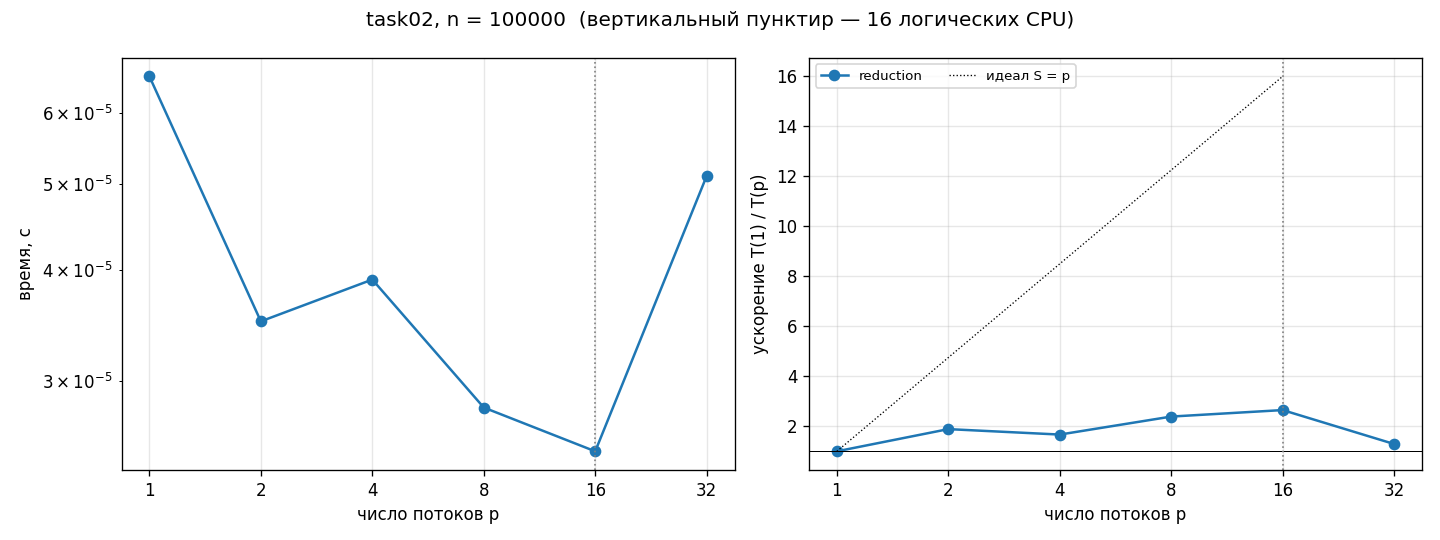 task02, n = 100000  (вертикальный пунктир — 16 логических CPU)
время, с
6 × 10⁻⁵
5 × 10⁻⁵
4 × 10⁻⁵
3 × 10⁻⁵
1 2 4 8 16 32
число потоков p
ускорение T(1) / T(p)
reduction
идеал S = p
16
14
12
10
8
6
4
2
1 2 4 8 16 32
число потоков p